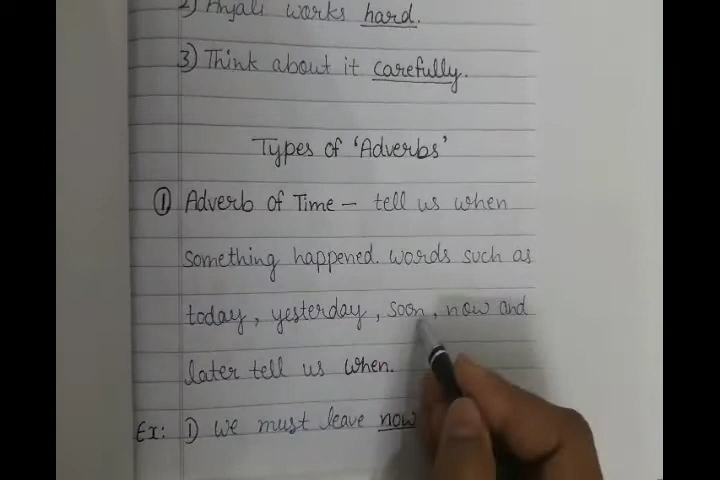 2) Anjali works hard.
3) Think about it carefully.
Types of 'Adverbs'
① Adverb of Time – tell us when
something happened. words such as
today, yesterday, soon, now and
later tell us when.
Ex: 1) we must leave now